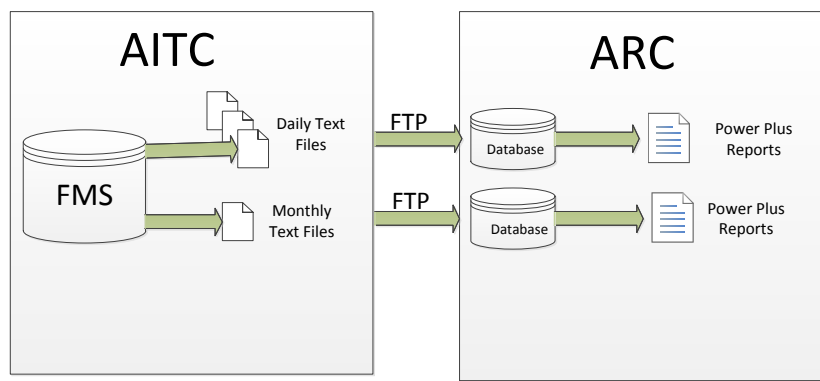 AITC
FMS
Daily Text
Files
Monthly
Text Files
FTP
FTP
ARC
Database
Power Plus
Reports
Database
Power Plus
Reports